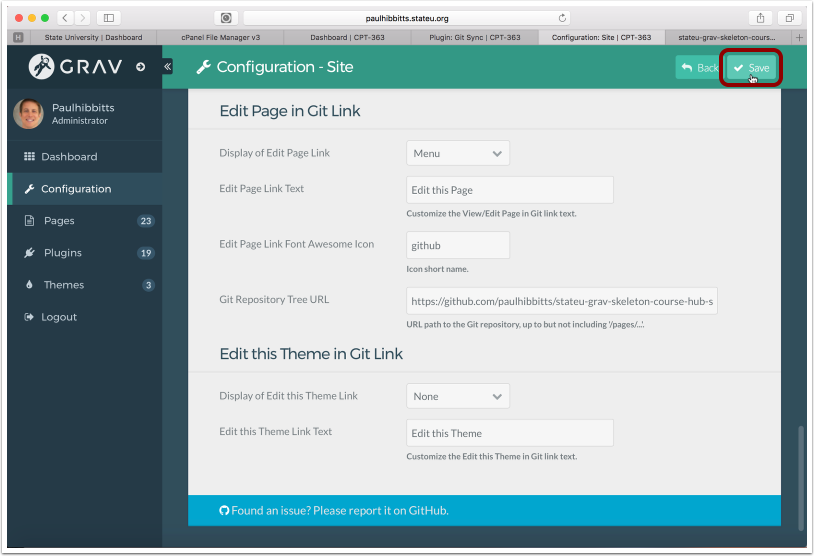 paulhibbitts.stateu.org
H State University | Dashboard cPanel File Manager v3 Dashboard | CPT-363 Plugin: Git Sync | CPT-363 Configuration: Site | CPT-363 stateu-grav-skeleton-cours... +
GRAV
Configuration - Site
Back
Save
Paulhibbitts
Administrator
Dashboard
Configuration
Pages 23
Plugins 19
Themes 3
Logout
Edit Page in Git Link
Display of Edit Page Link Menu
Edit Page Link Text Edit this Page
Customize the View/Edit Page in Git link text.
Edit Page Link Font Awesome Icon github
Icon short name.
Git Repository Tree URL https://github.com/paulhibbitts/stateu-grav-skeleton-course-hub-s
URL path to the Git repository, up to but not including '/pages/...'.
Edit this Theme in Git Link
Display of Edit this Theme Link None
Edit this Theme Link Text Edit this Theme
Customize the Edit this Theme in Git link text.
Found an issue? Please report it on GitHub.